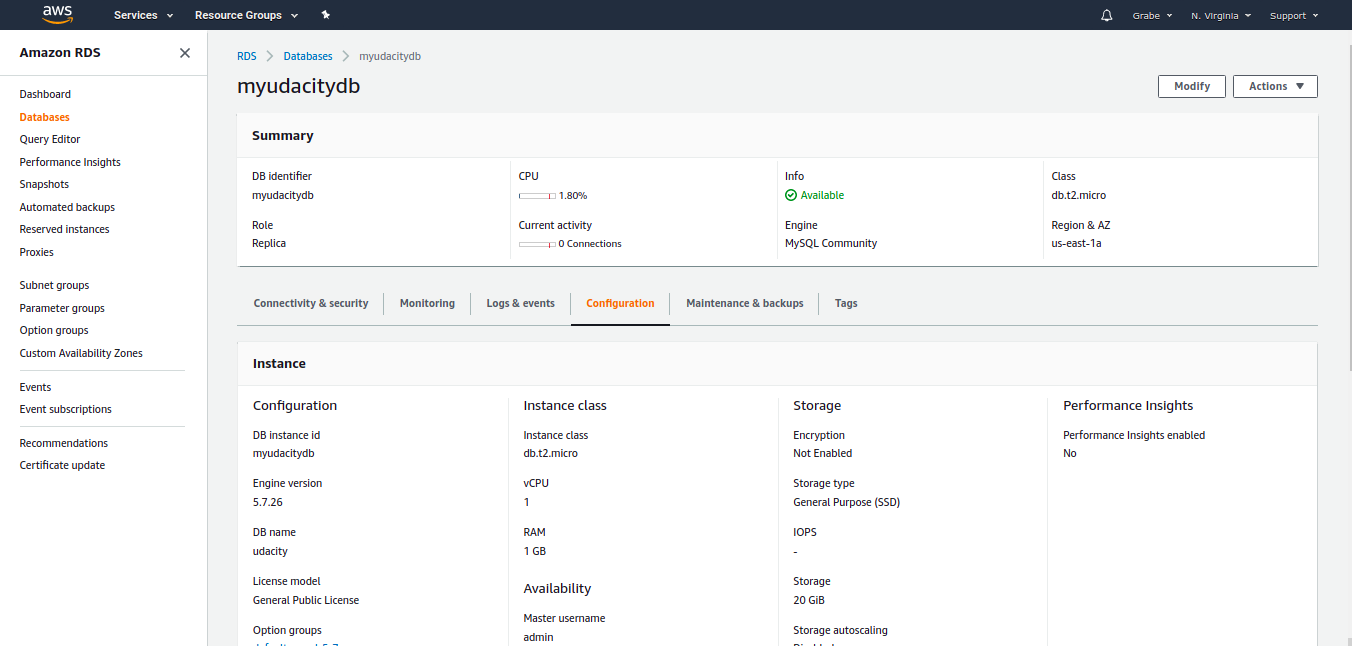 aws Services Resource Groups Grabe N. Virginia Support
Amazon RDS
Dashboard
Databases
Query Editor
Performance Insights
Snapshots
Automated backups
Reserved instances
Proxies
Subnet groups
Parameter groups
Option groups
Custom Availability Zones
Events
Event subscriptions
Recommendations
Certificate update
RDS Databases myudacitydb
myudacitydb
Modify Actions
Summary
DB identifier
myudacitydb
Role
Replica
CPU
1.80%
Current activity
0 Connections
Info
Available
Engine
MySQL Community
Class
db.t2.micro
Region & AZ
us-east-1a
Connectivity & security Monitoring Logs & events Configuration Maintenance & backups Tags
Instance
Configuration
DB instance id
myudacitydb
Engine version
5.7.26
DB name
udacity
License model
General Public License
Option groups
Instance class
Instance class
db.t2.micro
vCPU
1
RAM
1 GB
Availability
Master username
admin
Storage
Encryption
Not Enabled
Storage type
General Purpose (SSD)
IOPS
-
Storage
20 GiB
Storage autoscaling
Performance Insights
Performance Insights enabled
No